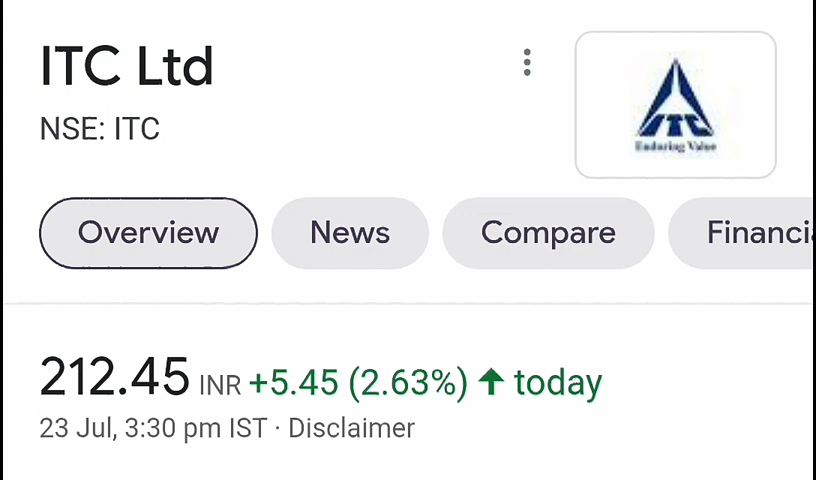 ITC Ltd
NSE: ITC
ITC
Enduring Value
Overview
News
Compare
Financi
212.45 INR +5.45 (2.63%) ↑ today
23 Jul, 3:30 pm IST · Disclaimer